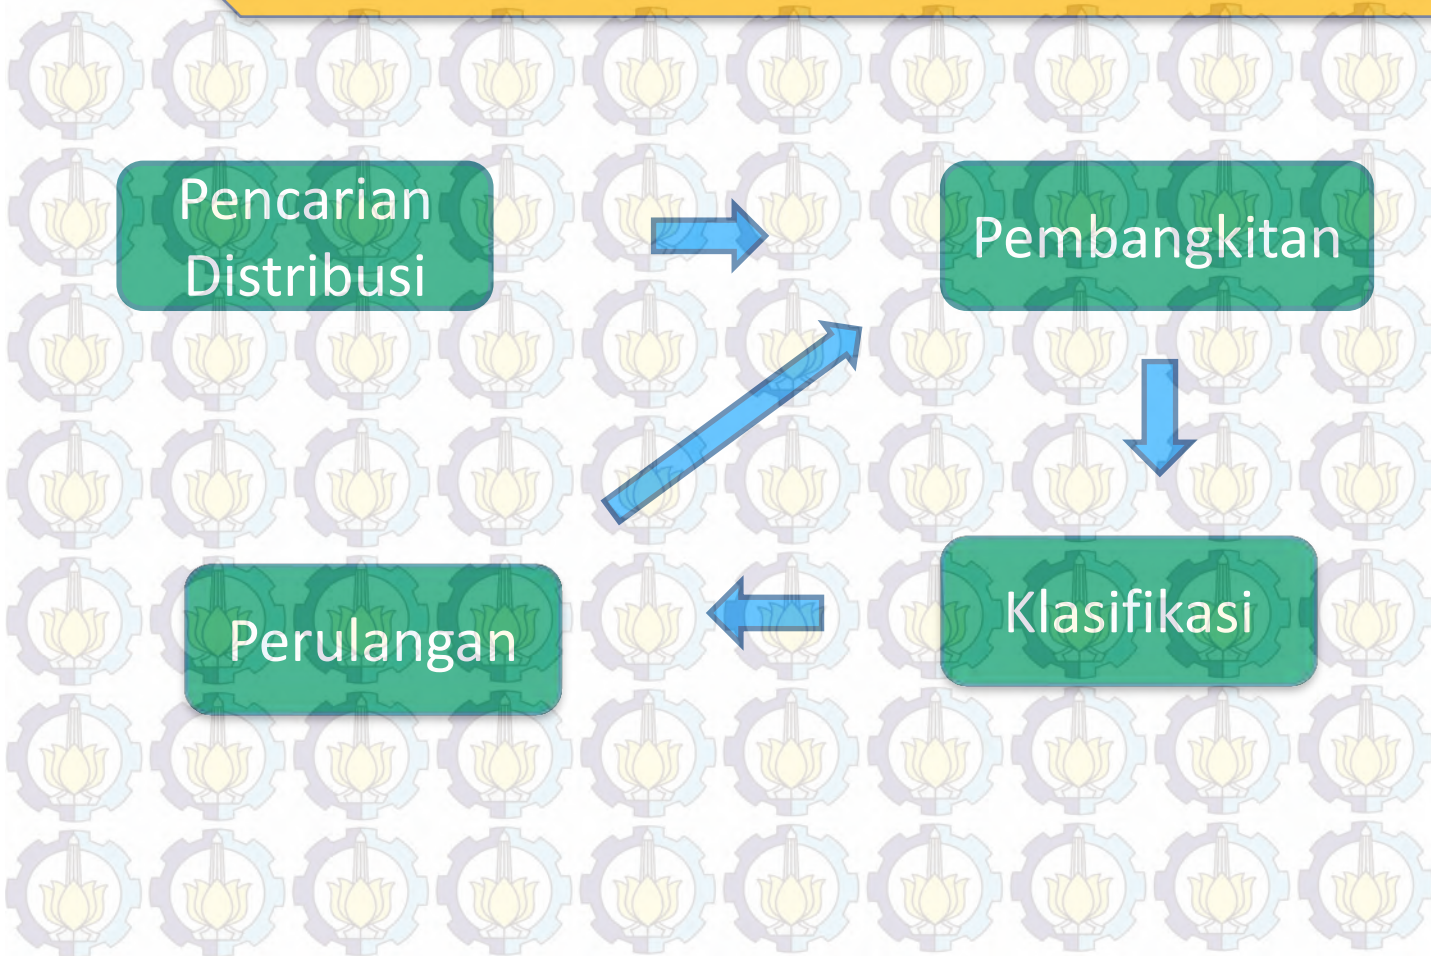 Pencarian
Distribusi
Pembangkitan
Klasifikasi
Perulangan